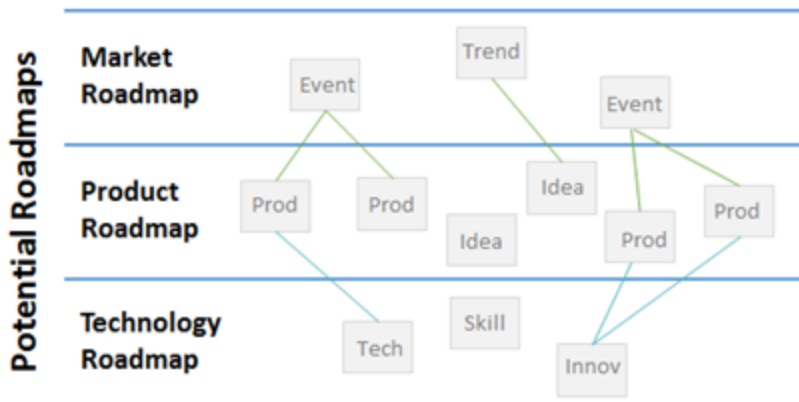 Potential Roadmaps
Market
Roadmap
Event
Trend
Event
Product
Roadmap
Prod
Prod
Idea
Idea
Prod
Prod
Technology
Roadmap
Tech
Skill
Innov